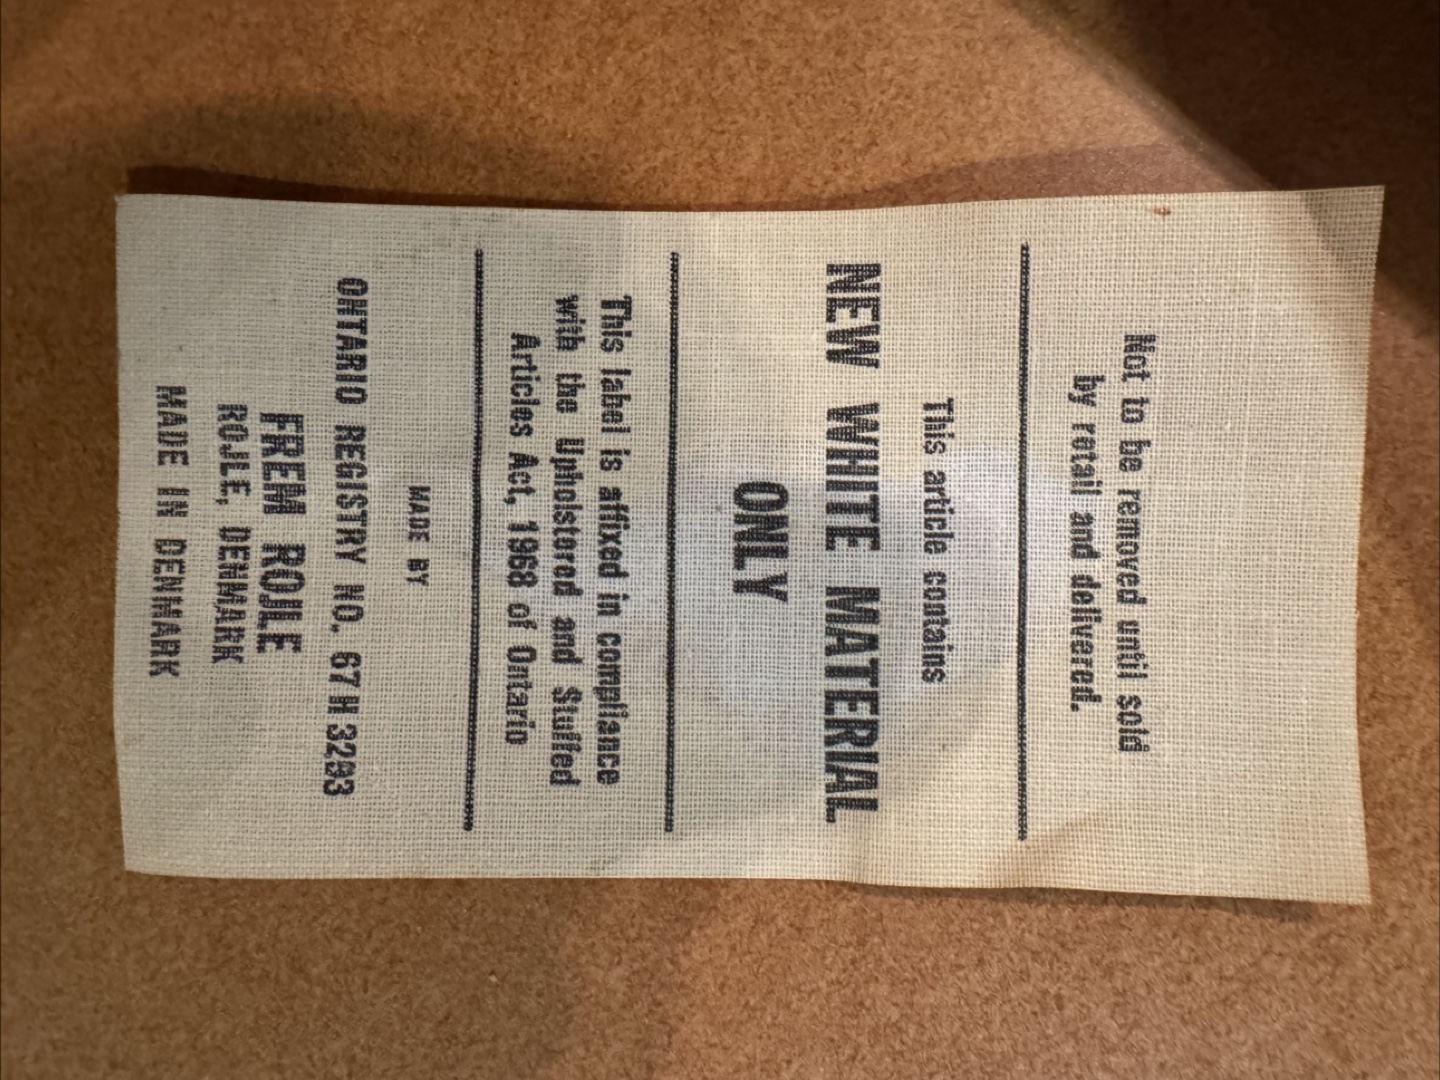 Not to be removed until sold
by retail and delivered.
This article contains
NEW WHITE MATERIAL
ONLY
This label is affixed in compliance
with the Upholstered and Stuffed
Articles Act, 1968 of Ontario
MADE BY
ONTARIO REGISTRY NO. 67H3293
FREM ROJLE
ROJLE, DENMARK
MADE IN DENMARK